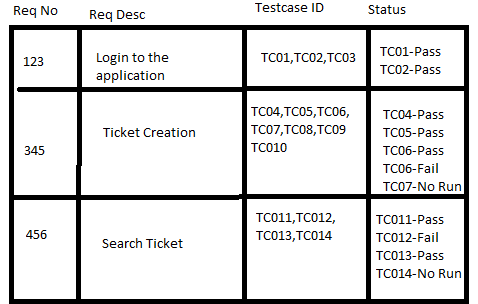 Req No Req Desc Testcase ID Status
123 Login to the application TC01,TC02,TC03 TC01-Pass
TC02-Pass
345 Ticket Creation TC04,TC05,TC06,
TC07,TC08,TC09
TC010
TC04-Pass
TC05-Pass
TC06-Pass
TC06-Fail
TC07-No Run
456 Search Ticket TC011,TC012,
TC013,TC014
TC011-Pass
TC012-Fail
TC013-Pass
TC014-No Run